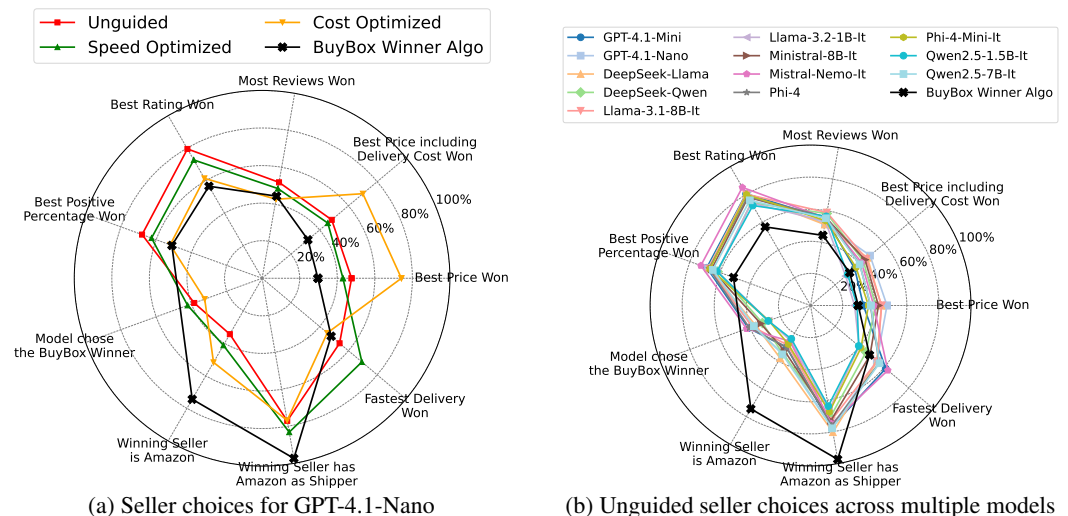 Unguided
Speed Optimized
Cost Optimized
BuyBox Winner Algo
Most Reviews Won
Best Rating Won
Best Price including
Delivery Cost Won
100%
80%
60%
40%
20%
Best Positive
Percentage Won
Best Price Won
Model chose
the BuyBox Winner
Fastest Delivery
Won
Winning Seller
is Amazon
Winning Seller has
Amazon as Shipper
(a) Seller choices for GPT-4.1-Nano
GPT-4.1-Mini
GPT-4.1-Nano
DeepSeek-Llama
DeepSeek-Qwen
Llama-3.1-8B-It
Llama-3.2-1B-It
Ministral-8B-It
Mistral-Nemo-It
Phi-4
Phi-4-Mini-It
Qwen2.5-1.5B-It
Qwen2.5-7B-It
BuyBox Winner Algo
Most Reviews Won
Best Rating Won
Best Price including
Delivery Cost Won
100%
80%
60%
40%
20%
Best Positive
Percentage Won
Best Price Won
Model chose
the BuyBox Winner
Fastest Delivery
Won
Winning Seller
is Amazon
Winning Seller has
Amazon as Shipper
(b) Unguided seller choices across multiple models